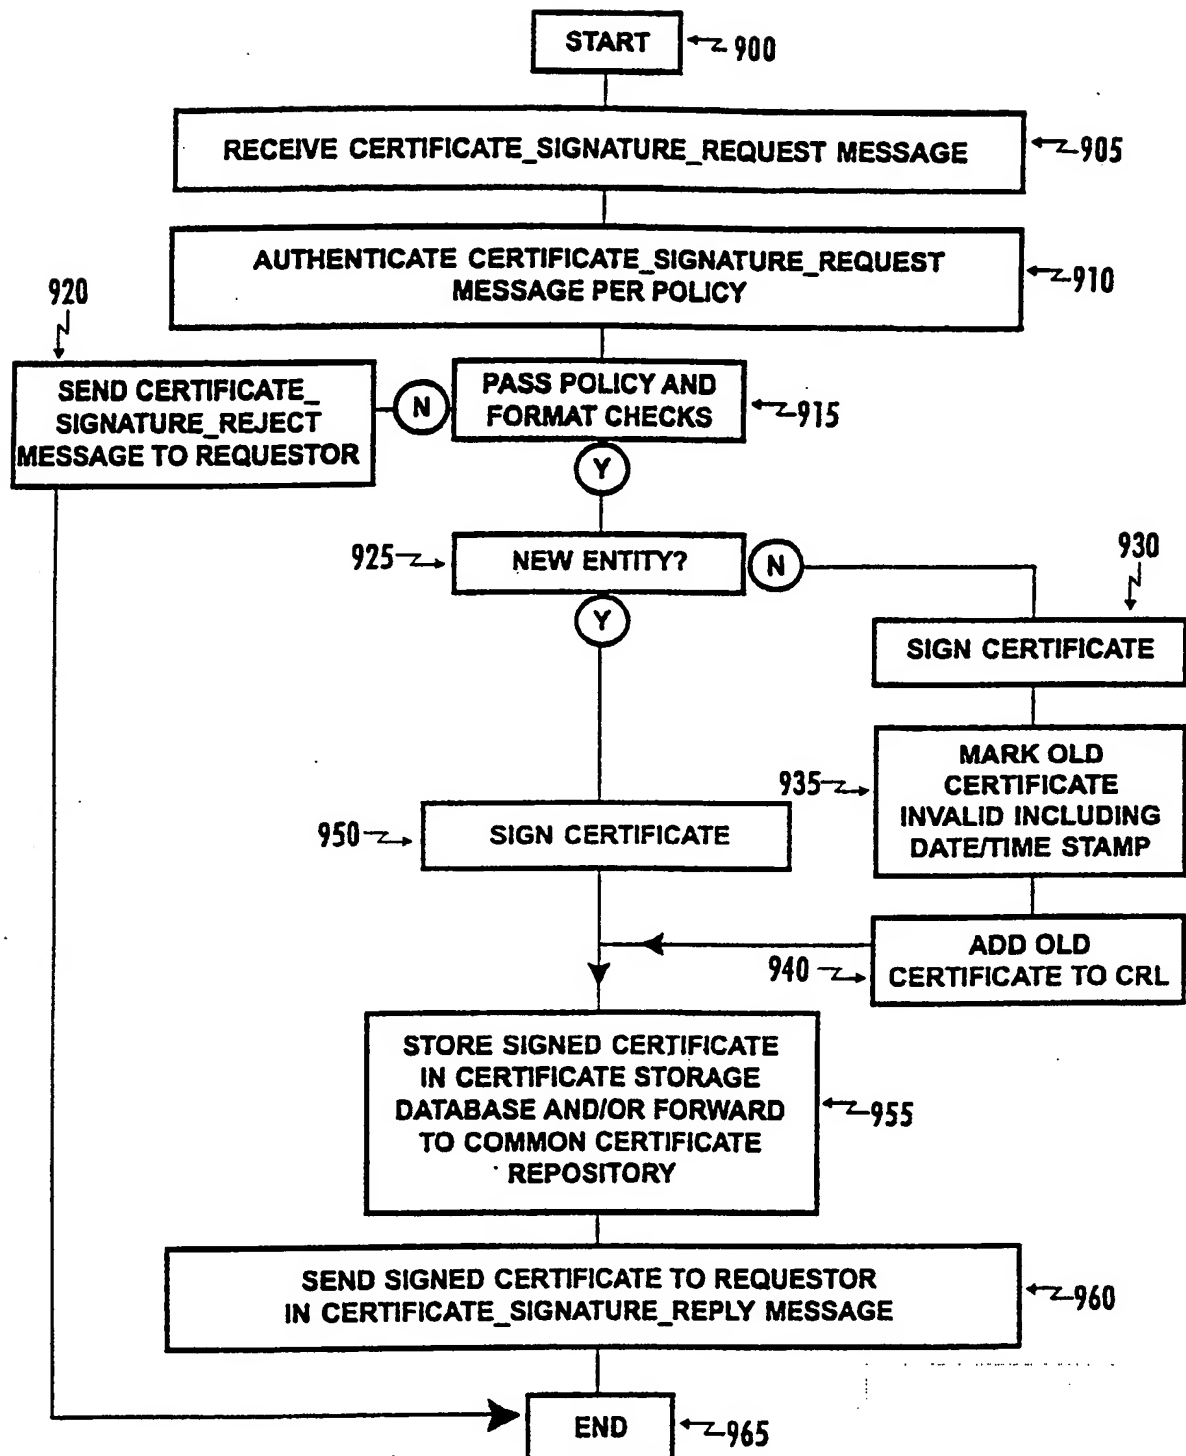 START
900
RECEIVE CERTIFICATE_SIGNATURE_REQUEST MESSAGE
905
AUTHENTICATE CERTIFICATE_SIGNATURE_REQUEST
MESSAGE PER POLICY
910
920
SEND CERTIFICATE_
SIGNATURE_REJECT
MESSAGE TO REQUESTOR
N
PASS POLICY AND
FORMAT CHECKS
915
Y
925
NEW ENTITY?
N
930
Y
SIGN CERTIFICATE
935
MARK OLD
CERTIFICATE
INVALID INCLUDING
DATE/TIME STAMP
950
SIGN CERTIFICATE
940
ADD OLD
CERTIFICATE TO CRL
STORE SIGNED CERTIFICATE
IN CERTIFICATE STORAGE
DATABASE AND/OR FORWARD
TO COMMON CERTIFICATE
REPOSITORY
955
SEND SIGNED CERTIFICATE TO REQUESTOR
IN CERTIFICATE_SIGNATURE_REPLY MESSAGE
960
END
965